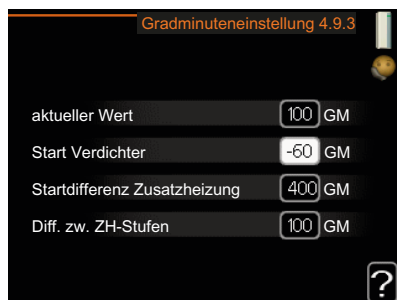 Gradminuteneinstellung 4.9.3
aktueller Wert 100 GM
Start Verdichter -60 GM
Startdifferenz Zusatzheizung 400 GM
Diff. zw. ZH-Stufen 100 GM
?